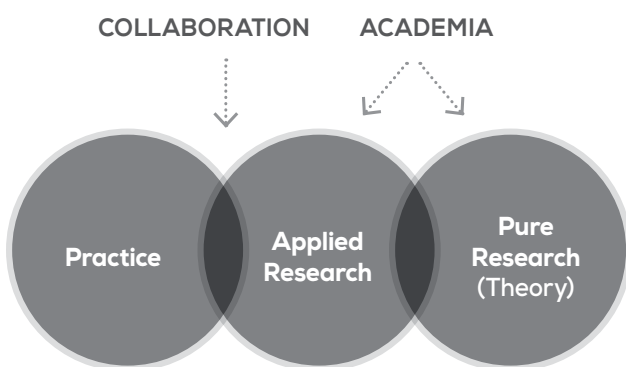 COLLABORATION ACADEMIA
Practice
Applied
Research
Pure
Research
(Theory)